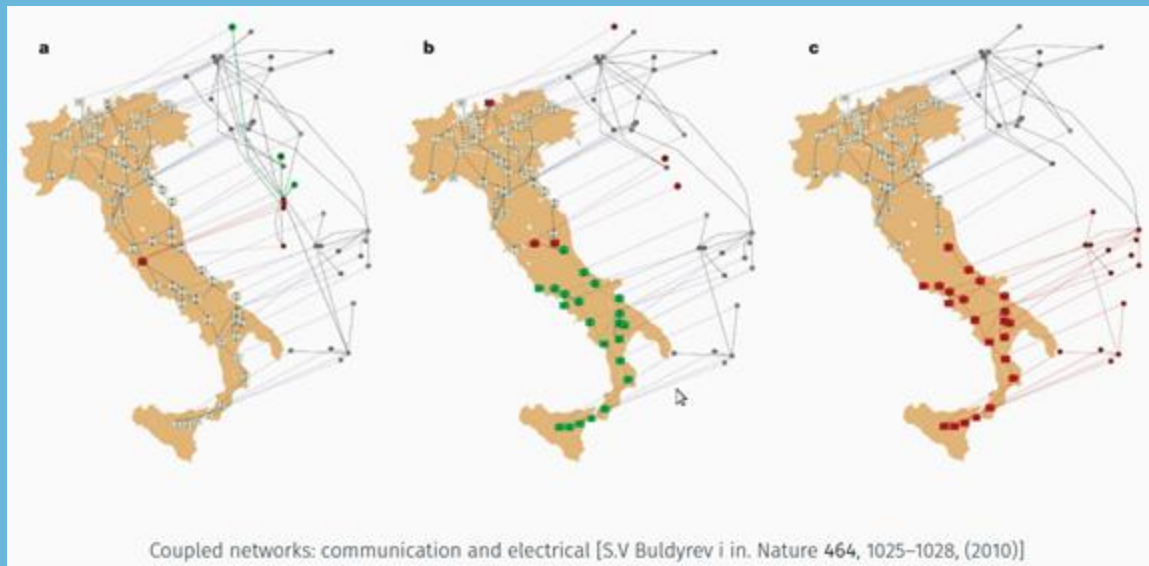 a
b
c
Coupled networks: communication and electrical [S.V Buldyrev i in. Nature 464, 1025–1028, (2010)]